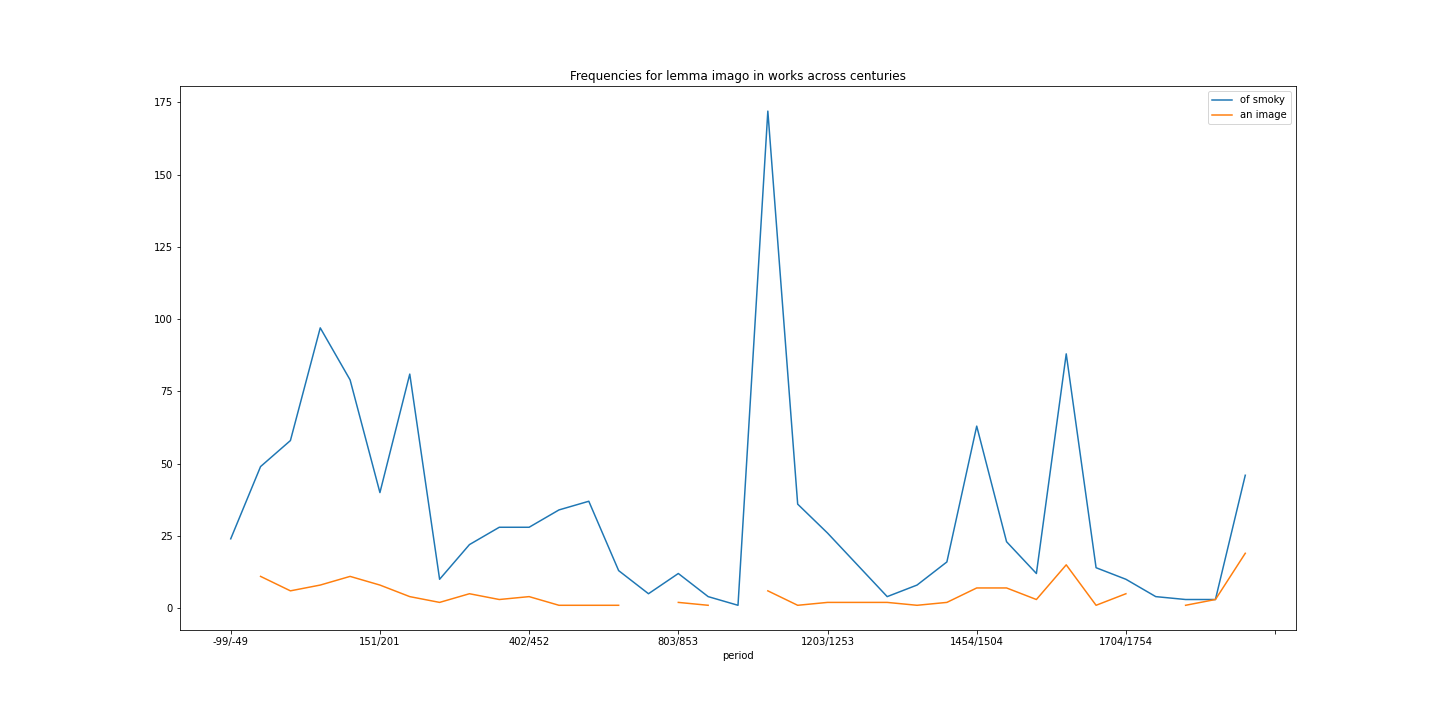 Frequencies for lemma imago in works across centuries
of smoky
an image
175
150
125
100
75
50
25
0
-99/-49 151/201 402/452 803/853 1203/1253 1454/1504 1704/1754
period